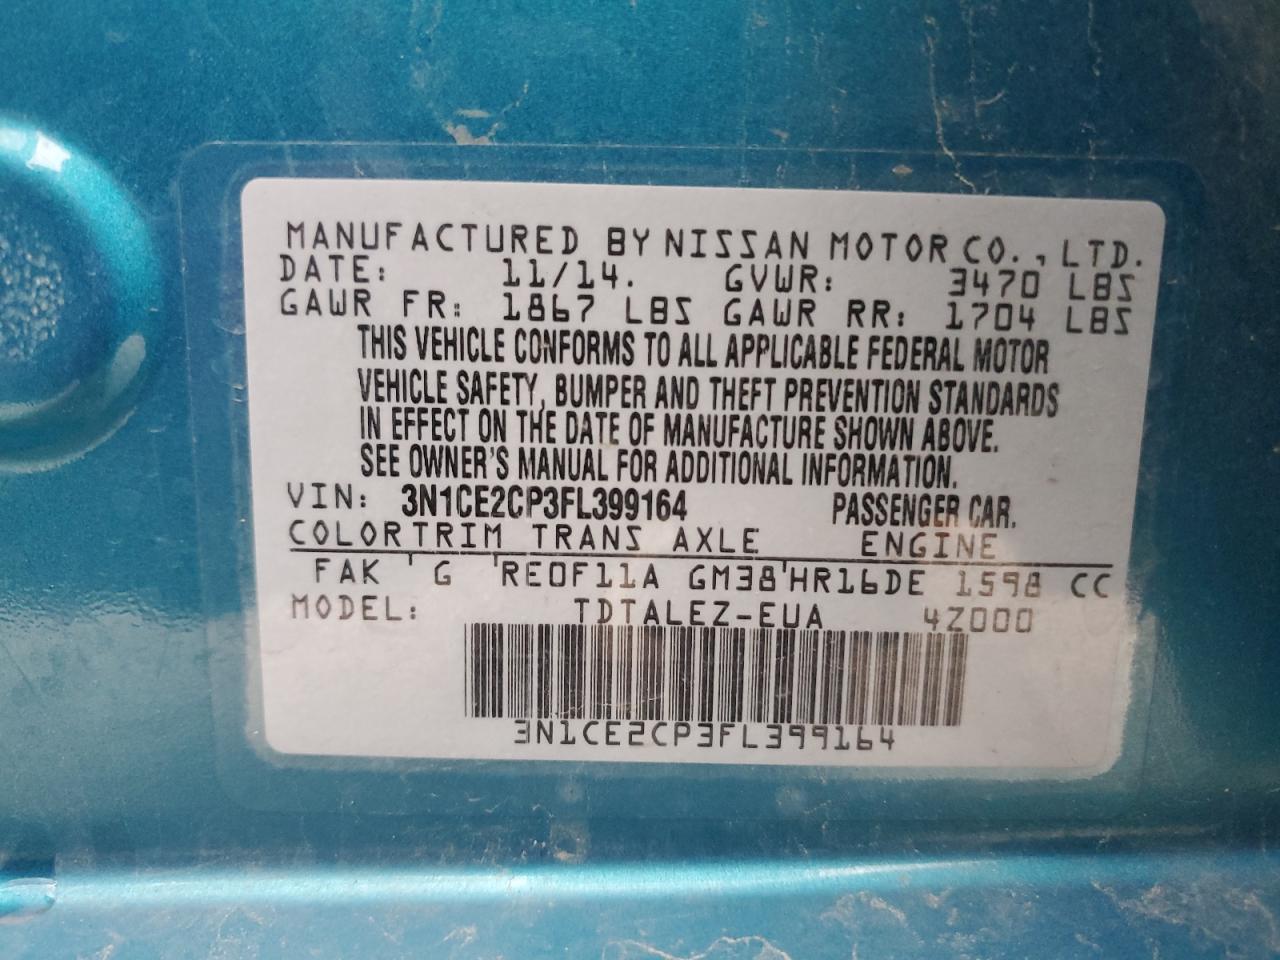 MANUFACTURED BY NISSAN MOTOR CO., LTD.
DATE: 11/14. GVWR: 3470 LBS
GAWR FR: 1867 LBS GAWR RR: 1704 LBS
THIS VEHICLE CONFORMS TO ALL APPLICABLE FEDERAL MOTOR
VEHICLE SAFETY, BUMPER AND THEFT PREVENTION STANDARDS
IN EFFECT ON THE DATE OF MANUFACTURE SHOWN ABOVE.
SEE OWNER'S MANUAL FOR ADDITIONAL INFORMATION.
VIN: 3N1CE2CP3FL399164 PASSENGER CAR.
COLOR TRIM TRANS AXLE ENGINE
FAK G RE0F11A GM38 HR16DE 1598 CC
MODEL: TDTALEZ-EUA 4Z000
3N1CE2CP3FL399164